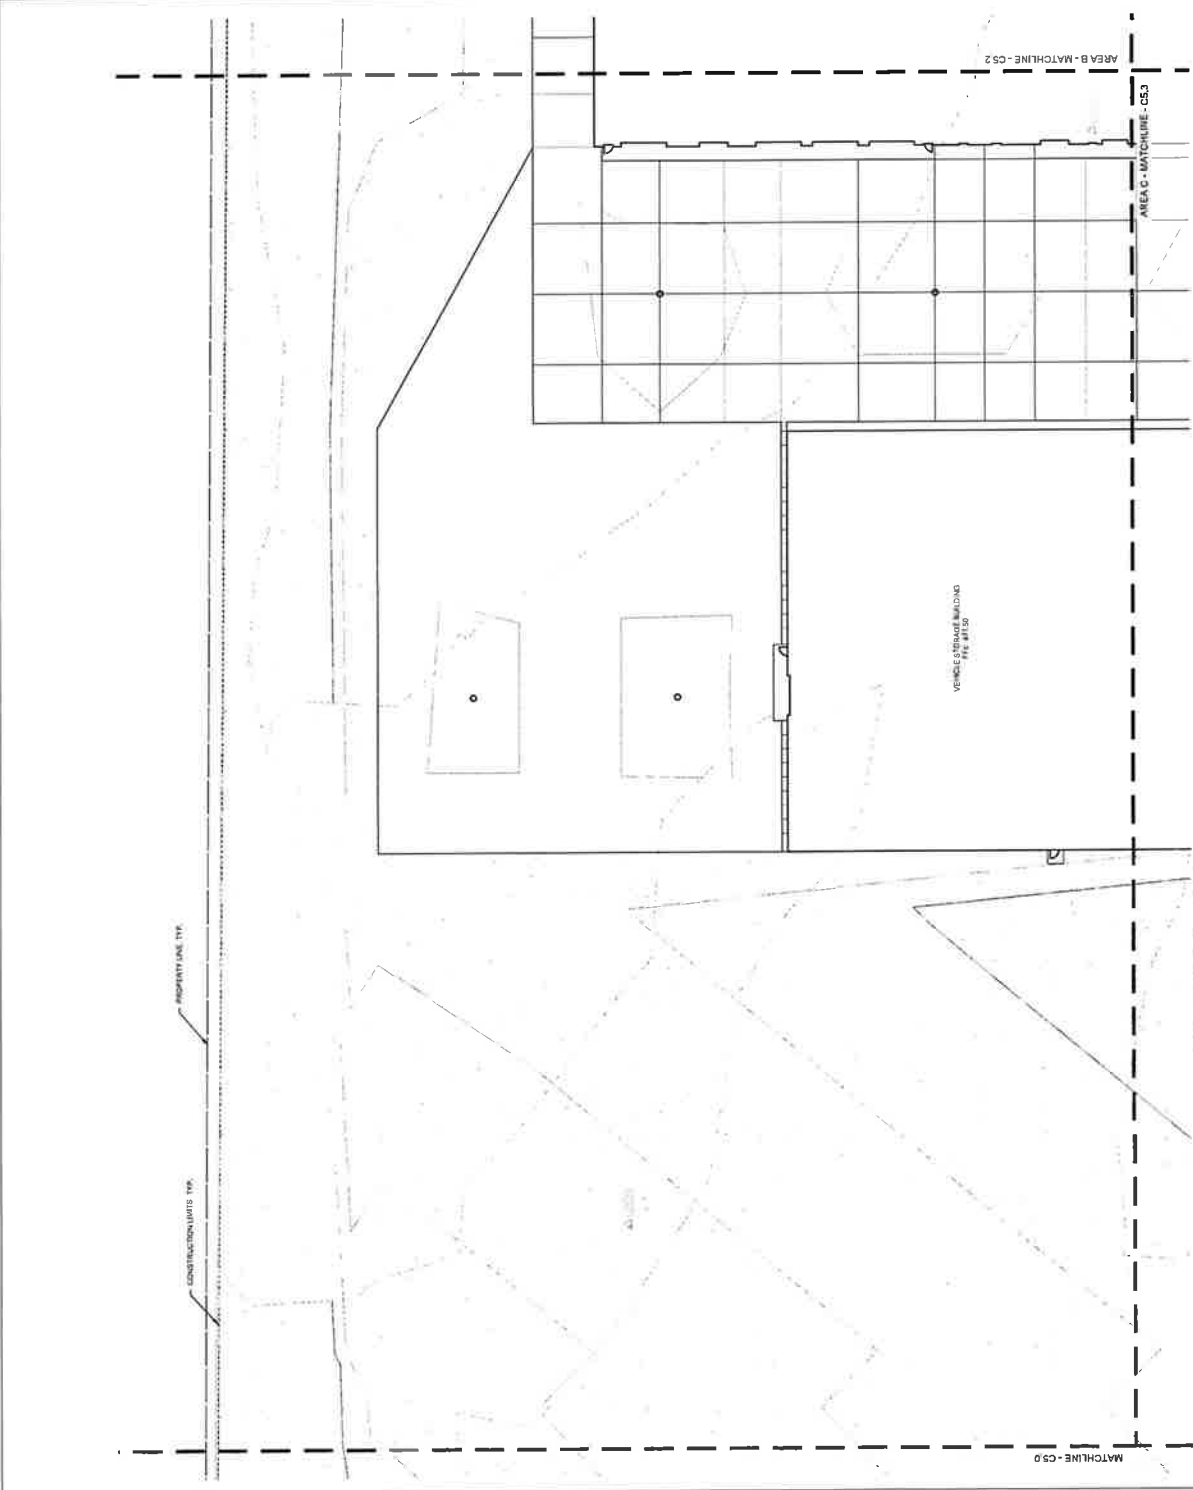 AREA B - MATCHLINE - C5.2
AREA C - MATCHLINE - C5.3
VEHICLE STORAGE BUILDING
PROPERTY LINE, TYP.
CONSTRUCTION LIMITS TYP.
MATCHLINE - C5.0